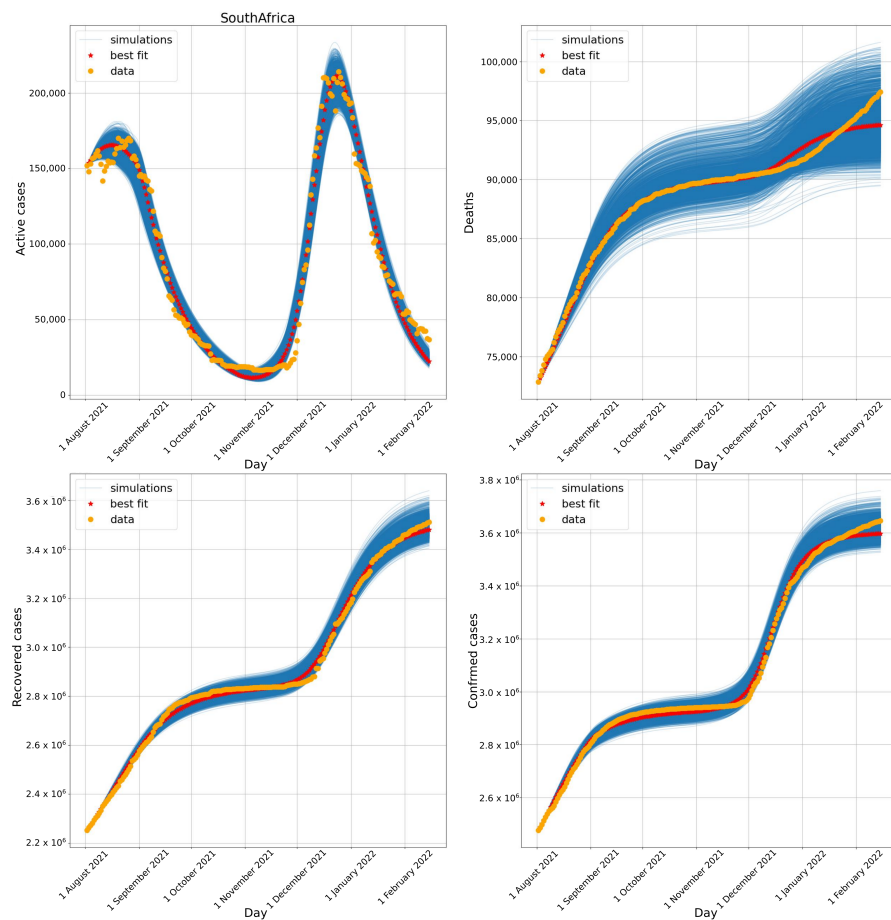 SouthAfrica
simulations
best fit
data
Active cases
200,000
150,000
100,000
50,000
0
1 August 2021
1 September 2021
1 October 2021
1 November 2021
1 December 2021
1 January 2022
1 February 2022
Day
simulations
best fit
data
Deaths
100,000
95,000
90,000
85,000
80,000
75,000
1 August 2021
1 September 2021
1 October 2021
1 November 2021
1 December 2021
1 January 2022
1 February 2022
Day
simulations
best fit
data
Recovered cases
3.6 x 10⁶
3.4 x 10⁶
3.2 x 10⁶
3.0 x 10⁶
2.8 x 10⁶
2.6 x 10⁶
2.4 x 10⁶
2.2 x 10⁶
1 August 2021
1 September 2021
1 October 2021
1 November 2021
1 December 2021
1 January 2022
1 February 2022
Day
simulations
best fit
data
Confrmed cases
3.8 x 10⁶
3.6 x 10⁶
3.2 x 10⁶
2.9 x 10⁶
2.8 x 10⁶
2.6 x 10⁶
1 August 2021
1 September 2021
1 October 2021
1 November 2021
1 December 2021
1 January 2022
1 February 2022
Day